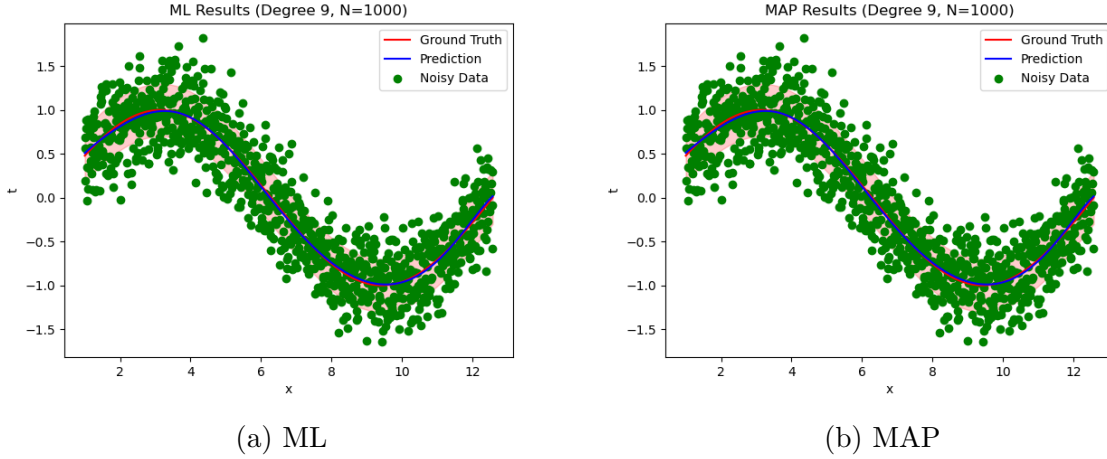 ML Results (Degree 9, N=1000)
Ground Truth
Prediction
Noisy Data
1.5
1.0
0.5
0.0
−0.5
−1.0
−1.5
t
2 4 6 8 10 12
x
(a) ML
MAP Results (Degree 9, N=1000)
Ground Truth
Prediction
Noisy Data
1.5
1.0
0.5
0.0
−0.5
−1.0
−1.5
t
2 4 6 8 10 12
x
(b) MAP